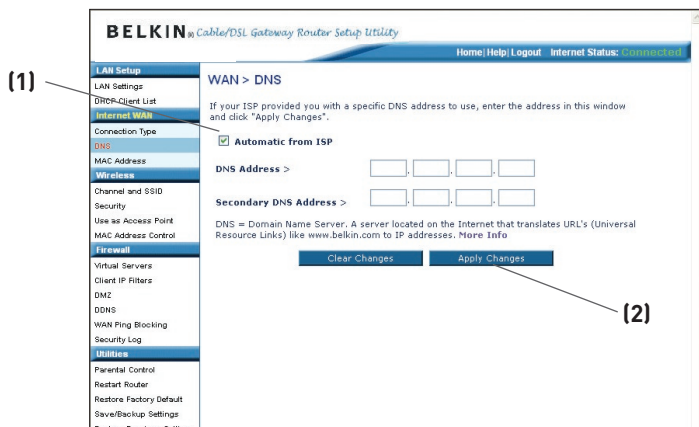 BELKIN® Cable/DSL Gateway Router Setup Utility
Home|Help|Logout Internet Status: Connected
(1)
LAN Setup
LAN Settings
DHCP Client List
Internet WAN
Connection Type
DNS
MAC Address
Wireless
Channel and SSID
Security
Use as Access Point
MAC Address Control
Firewall
Virtual Servers
Client IP Filters
DMZ
DDNS
WAN Ping Blocking
Security Log
Utilities
Parental Control
Restart Router
Restore Factory Default
Save/Backup Settings
WAN > DNS
If your ISP provided you with a specific DNS address to use, enter the address in this window
and click "Apply Changes".
Automatic from ISP
DNS Address >
. . .
Secondary DNS Address >
. . .
DNS = Domain Name Server. A server located on the Internet that translates URL's (Universal
Resource Links) like www.belkin.com to IP addresses. More Info
Clear Changes
Apply Changes
(2)